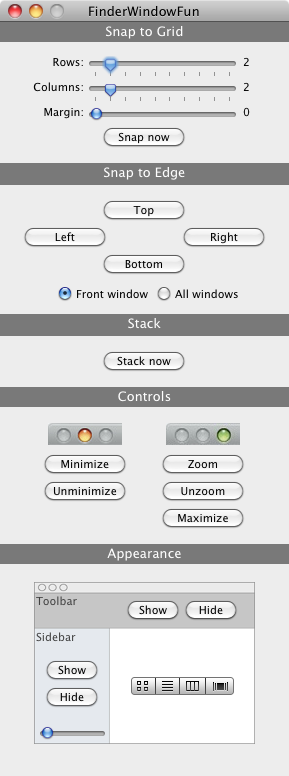 FinderWindowFun
Snap to Grid
Rows: 2
Columns: 2
Margin: 0
Snap now
Snap to Edge
Top
Left Right
Bottom
Front window All windows
Stack
Stack now
Controls
Minimize Zoom
Unminimize Unzoom
Maximize
Appearance
Toolbar Show Hide
Sidebar
Show
Hide